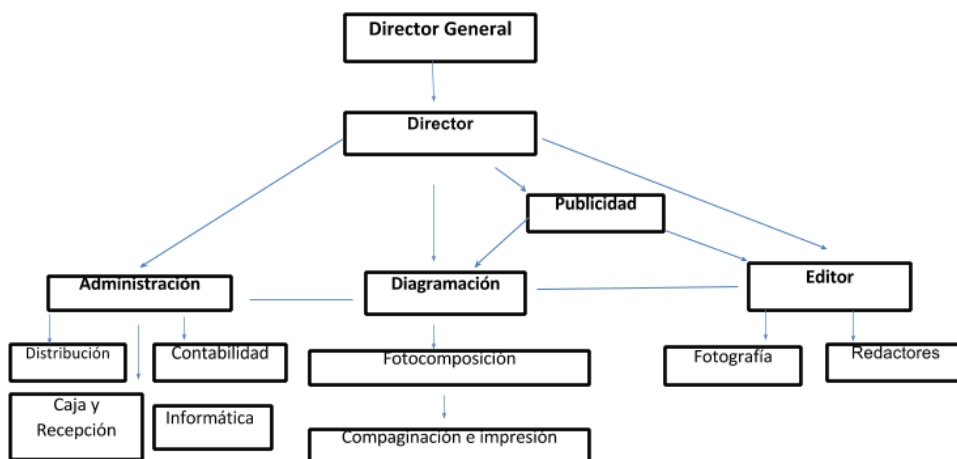 Director General
Director
Publicidad
Administración
Diagramación
Editor
Distribución
Contabilidad
Fotocomposición
Fotografía
Redactores
Caja y
Recepción
Informática
Compaginación e impresión